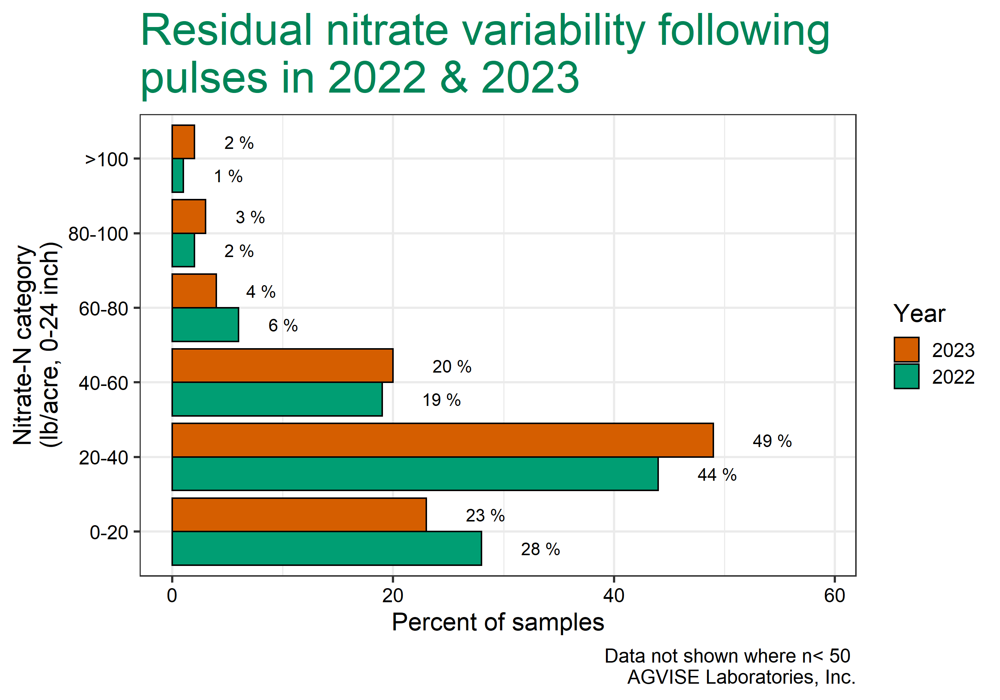 Residual nitrate variability following
pulses in 2022 & 2023
Nitrate-N category
(lb/acre, 0-24 inch)
>100
2 %
1 %
80-100
3 %
2 %
60-80
4 %
6 %
40-60
20 %
19 %
20-40
49 %
44 %
0-20
23 %
28 %
0 20 40 60
Percent of samples
Year
2023
2022
Data not shown where n< 50
AGVISE Laboratories, Inc.